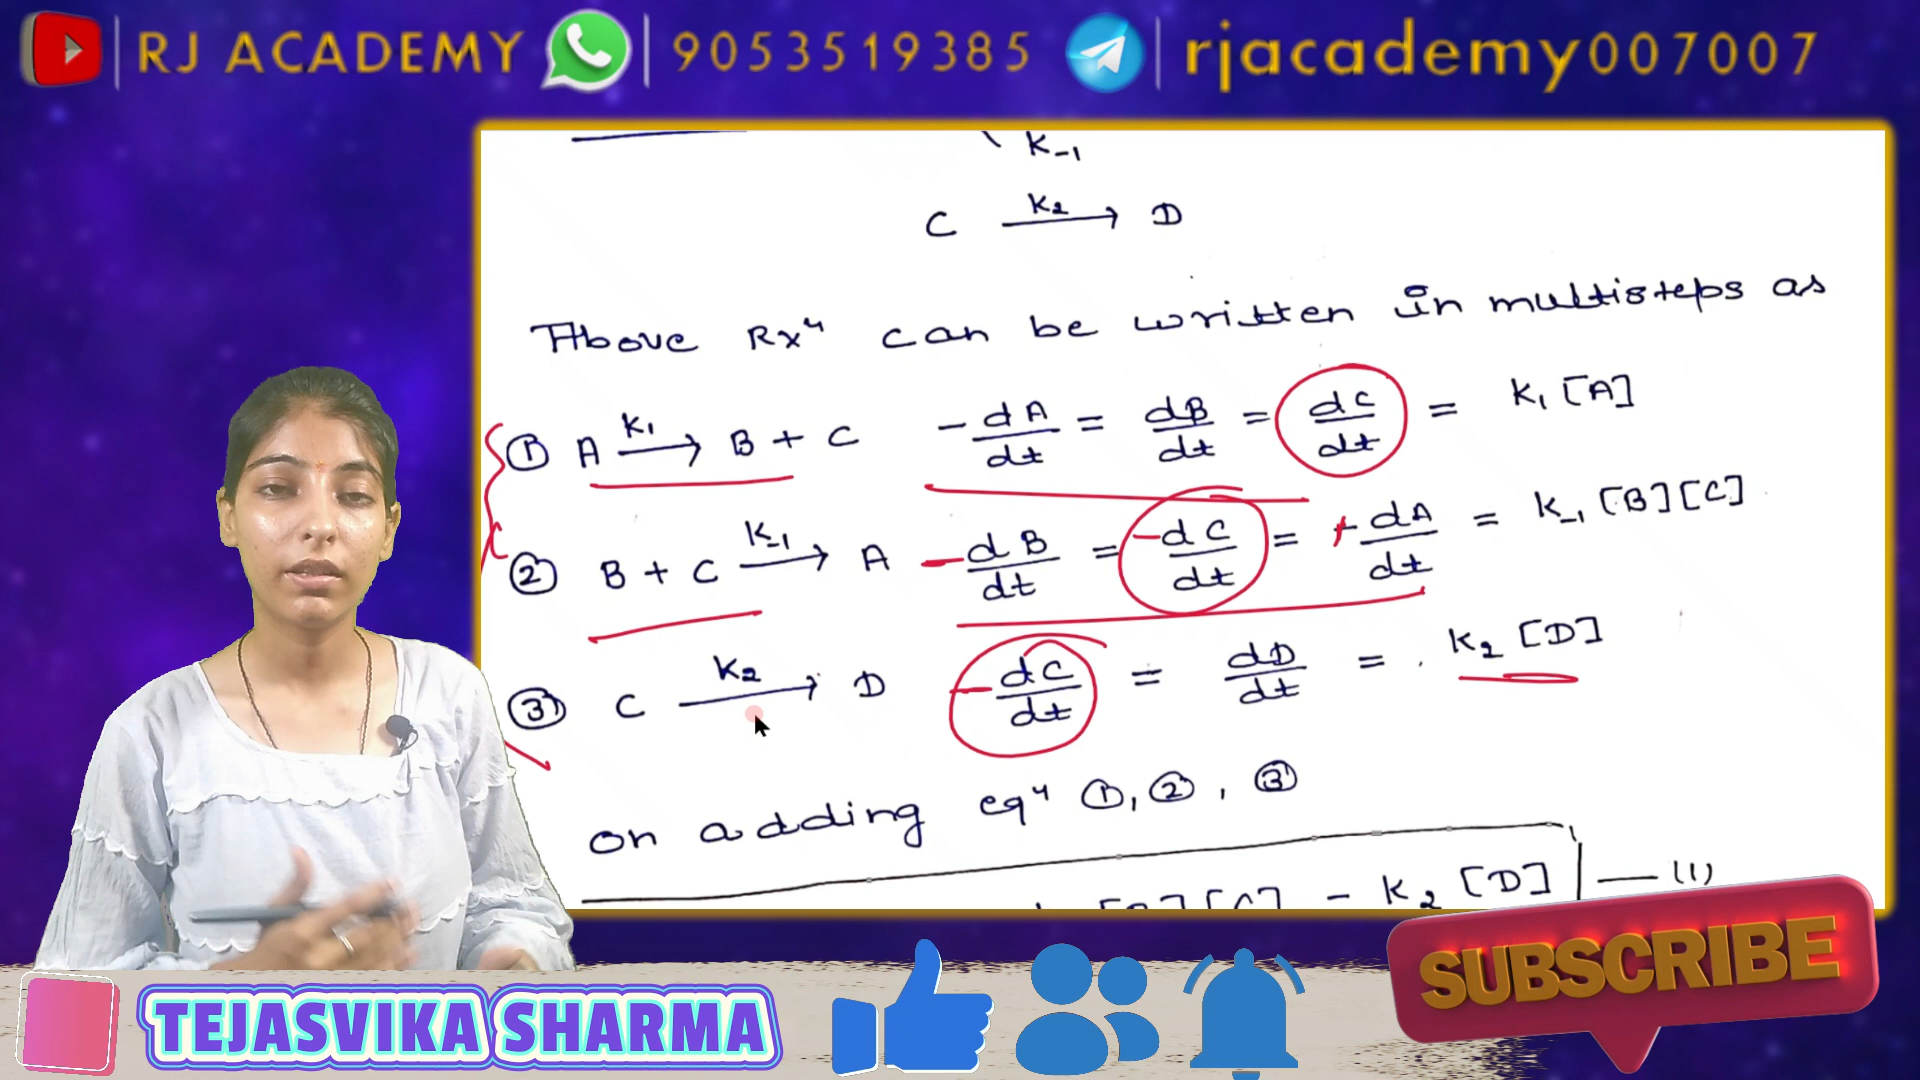 RJ ACADEMY | 9053519385 | rjacademy007007
K₋₁
C —K₂→ D
Above Rxⁿ can be written in multisteps as
① A —K₁→ B + C  - dA/dt = dB/dt = dC/dt = K₁ [A]
② B + C —K₋₁→ A  - dB/dt = - dC/dt = + dA/dt = K₋₁ [B][C]
③ C —K₂→ D  - dC/dt = dD/dt = K₂ [D]
on adding eqⁿ ①, ②, ③
- K₂ [D] — (1)
SUBSCRIBE
TEJASVIKA SHARMA